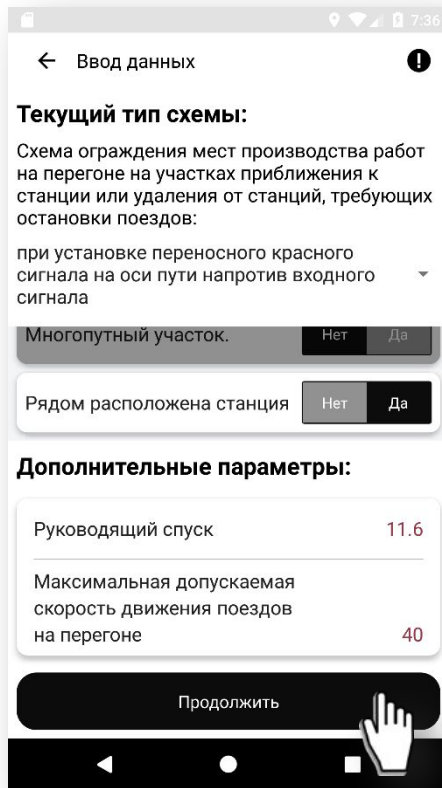 7:36
Ввод данных
Текущий тип схемы:
Схема ограждения мест производства работ
на перегоне на участках приближения к
станции или удаления от станций, требующих
остановки поездов:
при установке переносного красного
сигнала на оси пути напротив входного
сигнала
Многопутный участок. Нет Да
Рядом расположена станция Нет Да
Дополнительные параметры:
Руководящий спуск 11.6
Максимальная допускаемая
скорость движения поездов
на перегоне 40
Продолжить